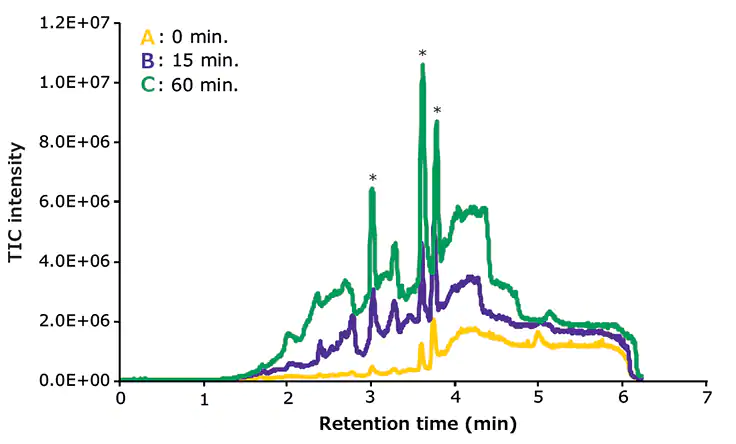 1.2E+07
1.0E+07
8.0E+06
6.0E+06
4.0E+06
2.0E+06
0.0E+00
TIC intensity
A: 0 min.
B: 15 min.
C: 60 min.
*
*
*
0 1 2 3 4 5 6 7
Retention time (min)